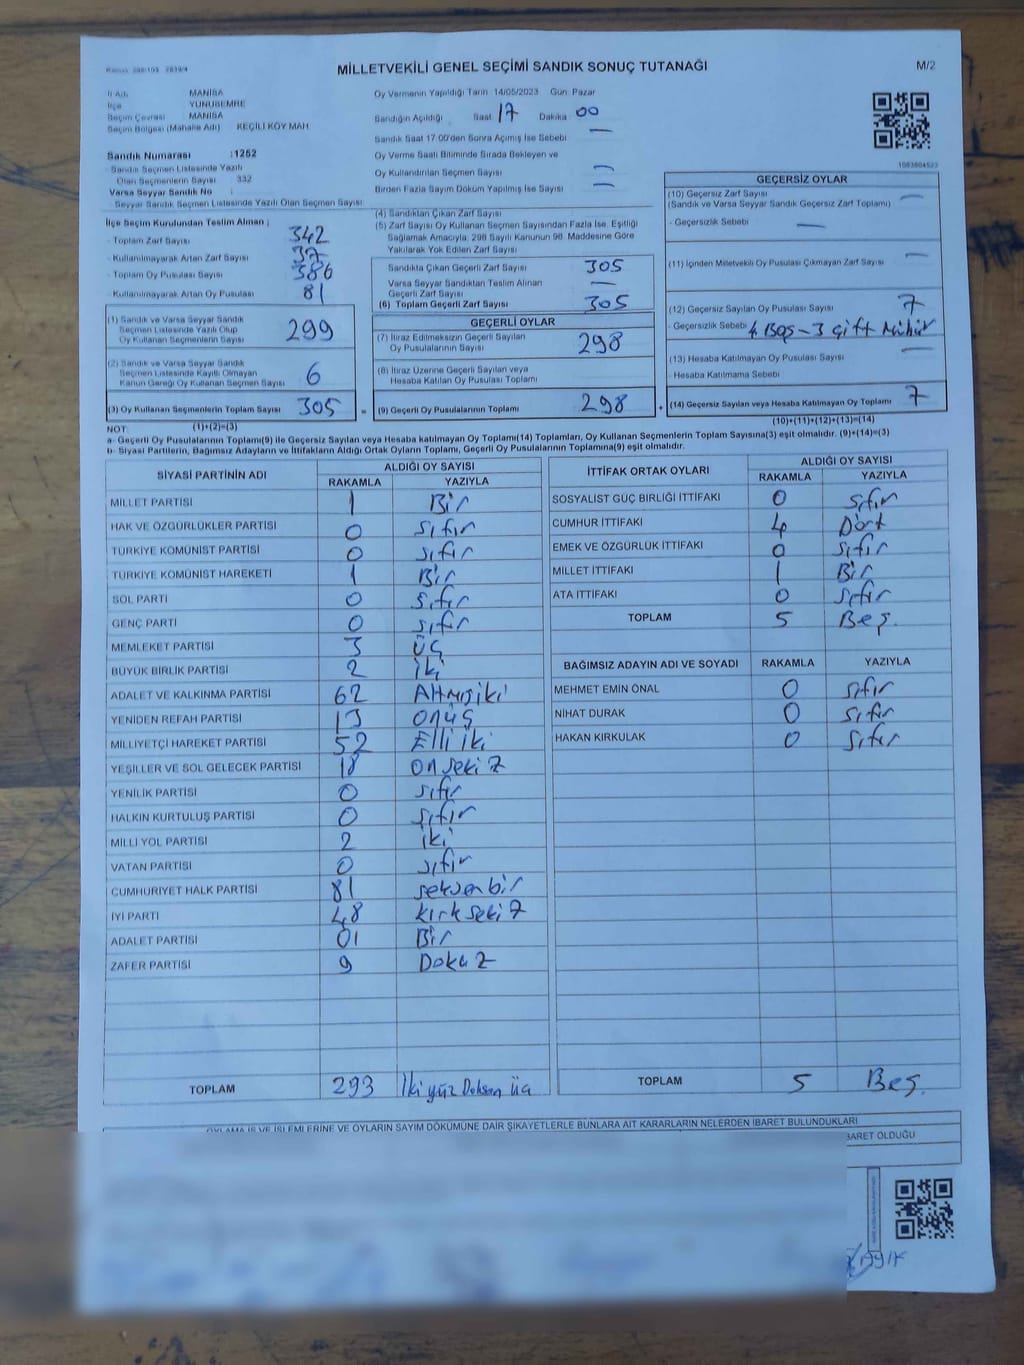 MİLLETVEKİLİ GENEL SEÇİMİ SANDIK SONUÇ TUTANAĞI
M/2
İl Adı MANİSA
İlçe YUNUSEMRE
Seçim Çevresi MANİSA
Seçim Bölgesi (Mahalle Adı) KEÇİLİ KÖY MAH
Sandık Numarası :1252
Sandık Seçmen Listesinde Yazılı
Olan Seçmenlerin Sayısı 332
Varsa Seyyar Sandık No :
Seyyar Sandık Seçmen Listesinde Yazılı Olan Seçmen Sayısı
Oy Vermenin Yapıldığı Tarih 14/05/2023 Gün: Pazar
Sandığın Açıldığı Saat 17 Dakika 00
Sandık Saat 17.00'den Sonra Açılmış İse Sebebi —
Oy Verme Saati Bitiminde Sırada Bekleyen ve
Oy Kullandırılan Seçmen Sayısı —
Birden Fazla Sayım Döküm Yapılmış İse Sayısı —
1083604523
İlçe Seçim Kurulundan Teslim Alınan ;
- Toplam Zarf Sayısı 342
- Kullanılmayarak Artan Zarf Sayısı 37
- Toplam Oy Pusulası Sayısı 386
- Kullanılmayarak Artan Oy Pusulası 81
(1) Sandık ve Varsa Seyyar Sandık
Seçmen Listesinde Yazılı Olup
Oy Kullanan Seçmenlerin Sayısı 299
(2) Sandık ve Varsa Seyyar Sandık
Seçmen Listesinde Kayıtlı Olmayan
Kanun Gereği Oy Kullanan Seçmen Sayısı 6
(3) Oy Kullanan Seçmenlerin Toplam Sayısı 305
(1)+(2)=(3)
(4) Sandıktan Çıkan Zarf Sayısı
(5) Zarf Sayısı Oy Kullanan Seçmen Sayısından Fazla İse, Eşitliği
Sağlamak Amacıyla, 298 Sayılı Kanunun 98. Maddesine Göre
Yakılarak Yok Edilen Zarf Sayısı
Sandıkta Çıkan Geçerli Zarf Sayısı 305
Varsa Seyyar Sandıktan Teslim Alınan
Geçerli Zarf Sayısı —
(6) Toplam Geçerli Zarf Sayısı 305
GEÇERLİ OYLAR
(7) İtiraz Edilmeksizin Geçerli Sayılan
Oy Pusulalarının Sayısı 298
(8) İtiraz Üzerine Geçerli Sayılan veya
Hesaba Katılan Oy Pusulası Toplamı
= (9) Geçerli Oy Pusulalarının Toplamı 298 +
GEÇERSİZ OYLAR
(10) Geçersiz Zarf Sayısı
(Sandık ve Varsa Seyyar Sandık Geçersiz Zarf Toplamı) —
- Geçersizlik Sebebi —
(11) İçinden Milletvekili Oy Pusulası Çıkmayan Zarf Sayısı —
(12) Geçersiz Sayılan Oy Pusulası Sayısı 7
- Geçersizlik Sebebi 4 Boş – 3 çift mühür
(13) Hesaba Katılmayan Oy Pusulası Sayısı —
- Hesaba Katılmama Sebebi
(14) Geçersiz Sayılan veya Hesaba Katılmayan Oy Toplamı 7
(10)+(11)+(12)+(13)=(14)
NOT:
a- Geçerli Oy Pusulalarının Toplamı(9) ile Geçersiz Sayılan veya Hesaba katılmayan Oy Toplamı(14) Toplamları, Oy Kullanan Seçmenlerin Toplam Sayısına(3) eşit olmalıdır. (9)+(14)=(3)
b- Siyasi Partilerin, Bağımsız Adayların ve İttifakların Aldığı Ortak Oyların Toplamı, Geçerli Oy Pusulalarının Toplamına(9) eşit olmalıdır.
SİYASİ PARTİNİN ADI ALDIĞI OY SAYISI
RAKAMLA YAZIYLA
MİLLET PARTİSİ 1 Bir
HAK VE ÖZGÜRLÜKLER PARTİSİ 0 sıfır
TÜRKİYE KOMÜNİST PARTİSİ 0 sıfır
TÜRKİYE KOMÜNİST HAREKETİ 1 Bir
SOL PARTİ 0 sıfır
GENÇ PARTİ 0 sıfır
MEMLEKET PARTİSİ 3 üç
BÜYÜK BİRLİK PARTİSİ 2 iki
ADALET VE KALKINMA PARTİSİ 62 Altmışiki
YENİDEN REFAH PARTİSİ 13 onüç
MİLLİYETÇİ HAREKET PARTİSİ 52 Elli iki
YEŞİLLER VE SOL GELECEK PARTİSİ 18 onsekiz
YENİLİK PARTİSİ 0 sıfır
HALKIN KURTULUŞ PARTİSİ 0 sıfır
MİLLİ YOL PARTİSİ 2 iki
VATAN PARTİSİ 0 sıfır
CUMHURİYET HALK PARTİSİ 81 seksenbir
İYİ PARTİ 48 kırksekiz
ADALET PARTİSİ 01 Bir
ZAFER PARTİSİ 9 Dokuz
TOPLAM 293 İkiyüz Doksan üç
İTTİFAK ORTAK OYLARI ALDIĞI OY SAYISI
RAKAMLA YAZIYLA
SOSYALİST GÜÇ BİRLİĞİ İTTİFAKI 0 sıfır
CUMHUR İTTİFAKI 4 Dört
EMEK VE ÖZGÜRLÜK İTTİFAKI 0 sıfır
MİLLET İTTİFAKI 1 Bir
ATA İTTİFAKI 0 sıfır
TOPLAM 5 Beş
BAĞIMSIZ ADAYIN ADI VE SOYADI RAKAMLA YAZIYLA
MEHMET EMİN ÖNAL 0 sıfır
NİHAT DURAK 0 sıfır
HAKAN KIRKULAK 0 sıfır
TOPLAM 5 Beş
OYLAMA İŞ VE İŞLEMLERİNE VE OYLARIN SAYIM DÖKÜMÜNE DAİR ŞİKAYETLERLE BUNLARA AİT KARARLARIN NELERDEN İBARET BULUNDUKLARI
İBARET OLDUĞU